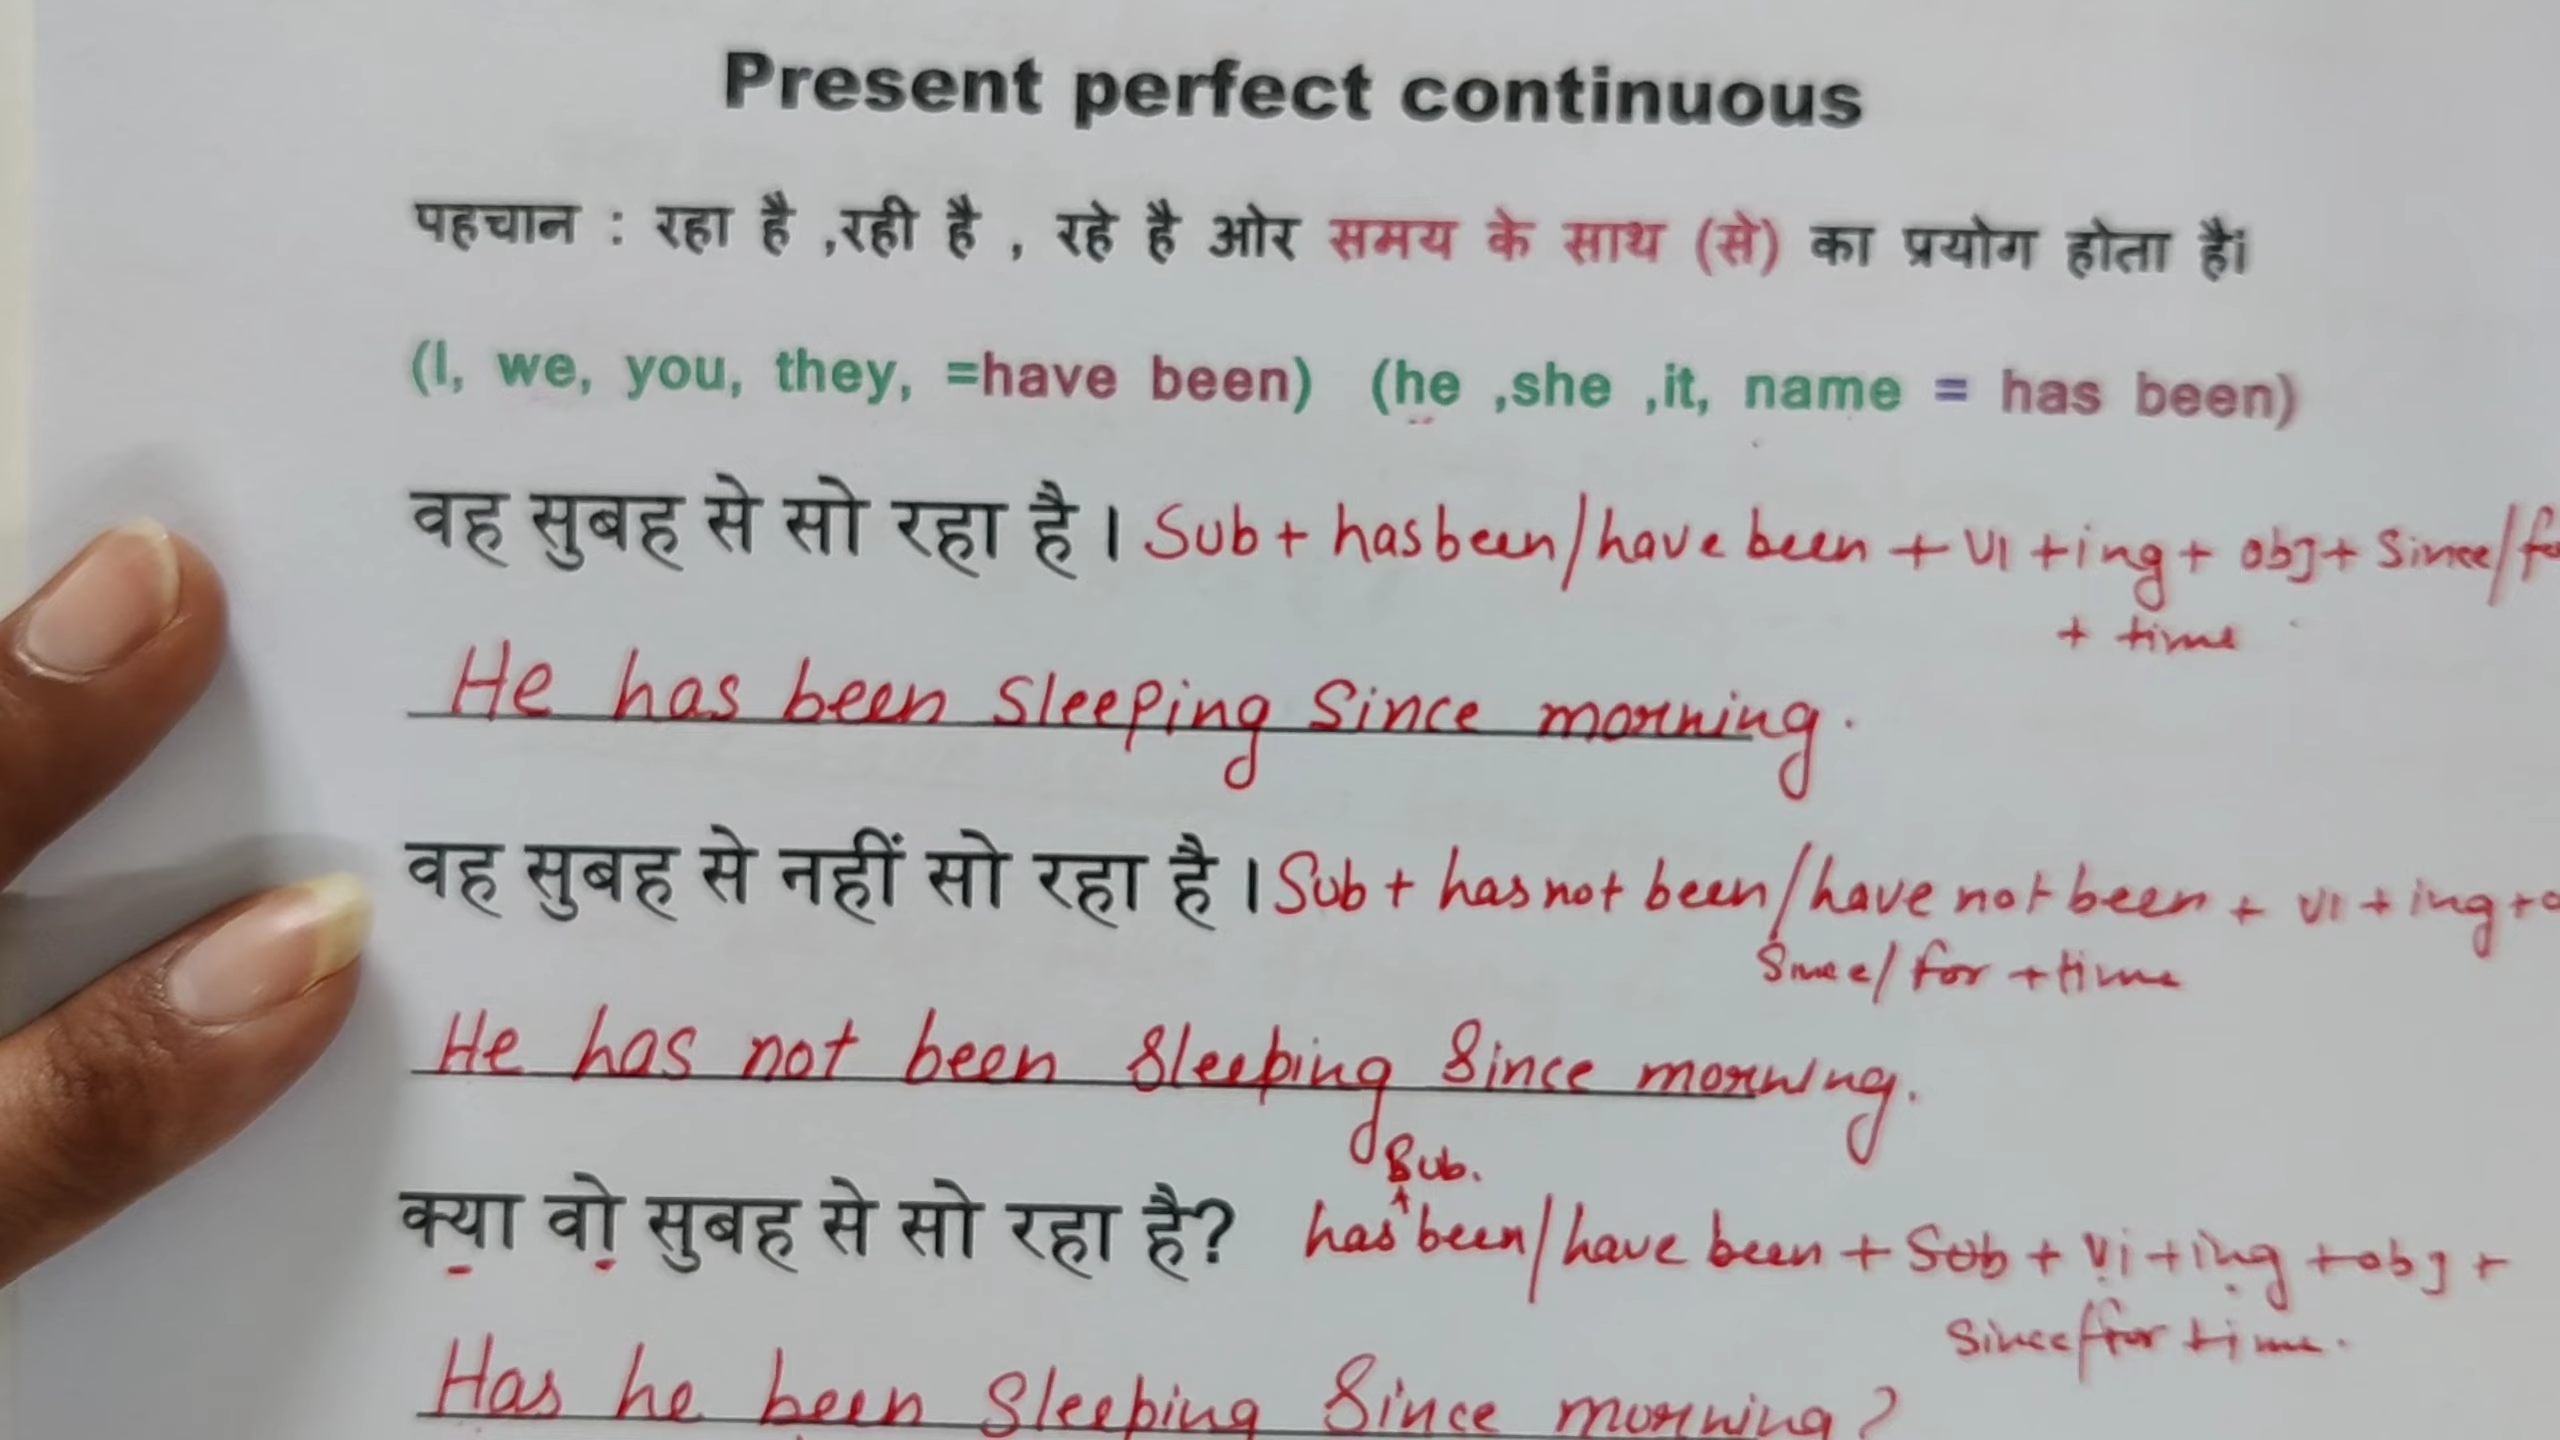 Present perfect continuous
पहचान : रहा है ,रही है , रहे है ओर समय के साथ (से) का प्रयोग होता है।
(I, we, you, they, =have been) (he ,she ,it, name = has been)
वह सुबह से सो रहा है । Sub + has been/have been + V1 + ing + obj + Since/
+ time
He has been Sleeping Since morning.
वह सुबह से नहीं सो रहा है । Sub + has not been/have not been + V1 + ing +
Since/for + time
He has not been Sleeping Since morning.
Sub.
क्या वो सुबह से सो रहा है? has been/have been + Sub + Vi + ing + obj +
Since/for time.
Has he been Sleeping Since morning?